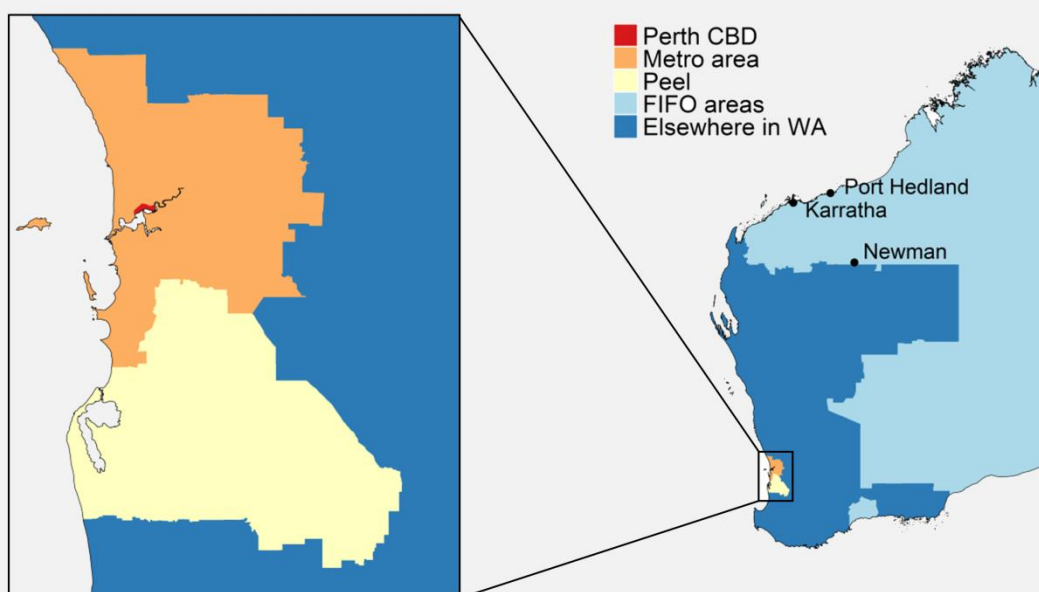 Perth CBD
Metro area
Peel
FIFO areas
Elsewhere in WA
Port Hedland
Karratha
Newman